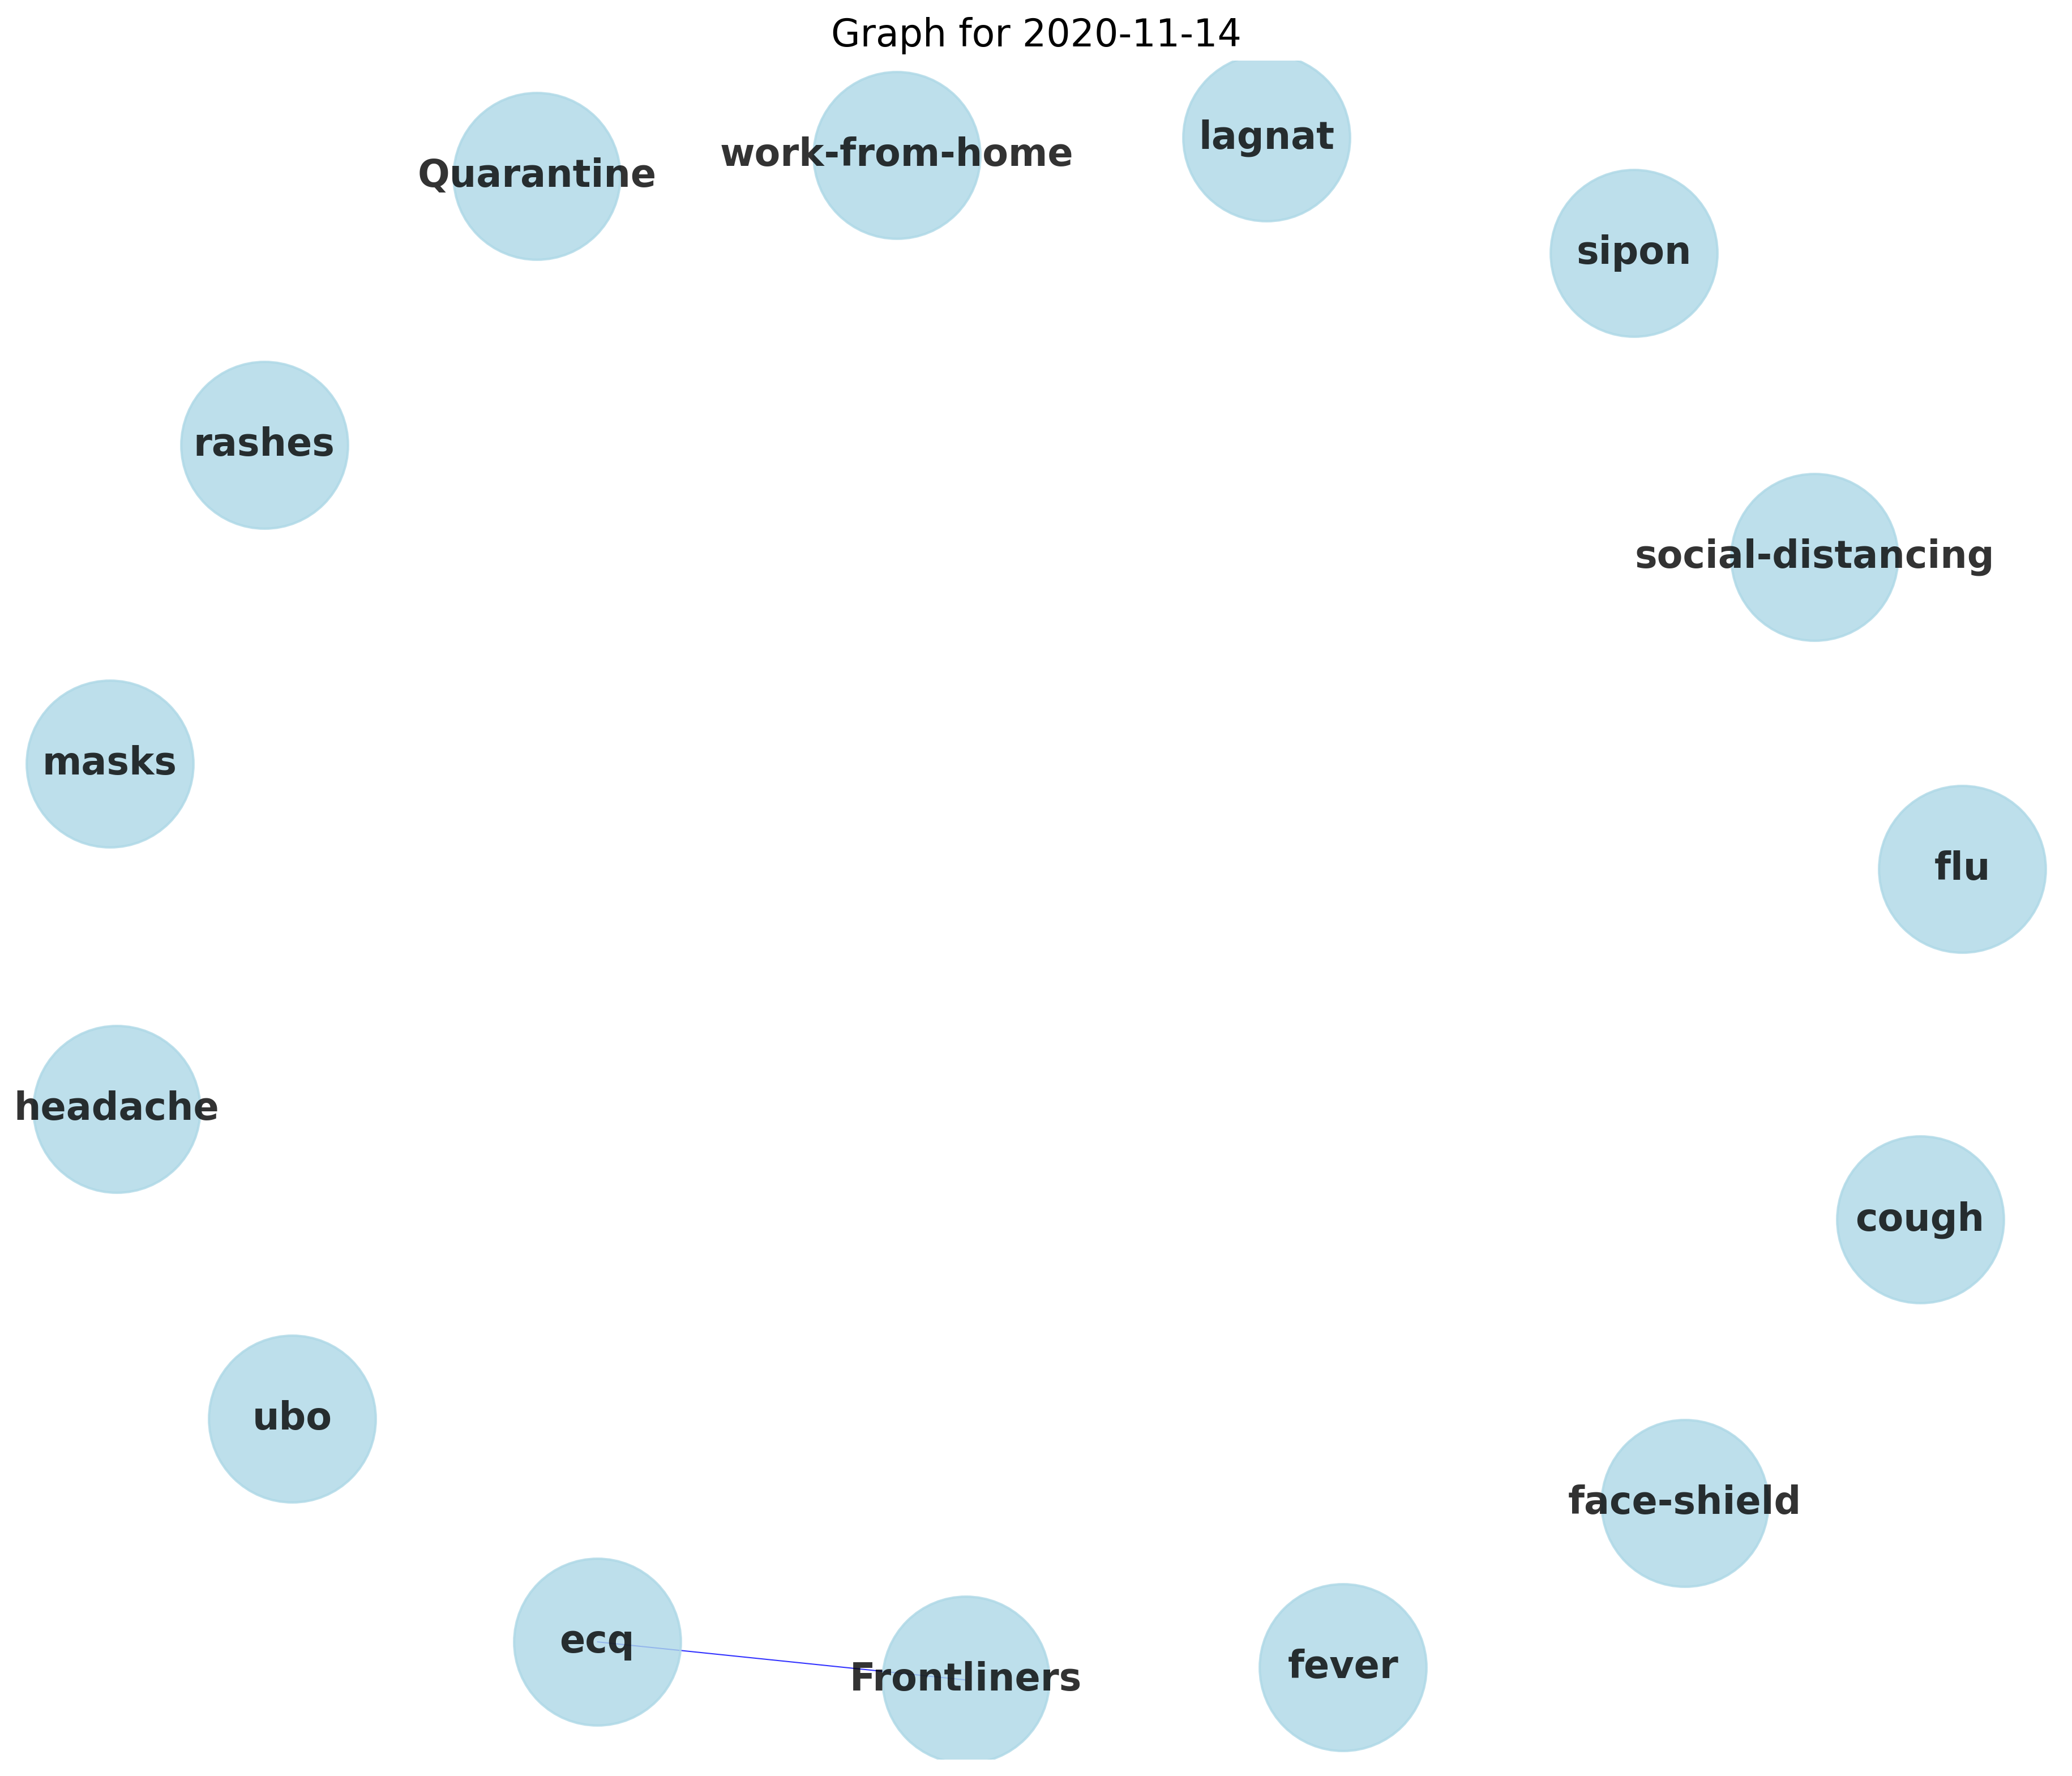 Graph for 2020-11-14
lagnat
work-from-home
Quarantine
sipon
rashes
social-distancing
masks
flu
headache
cough
ubo
face-shield
ecq
fever
Frontliners